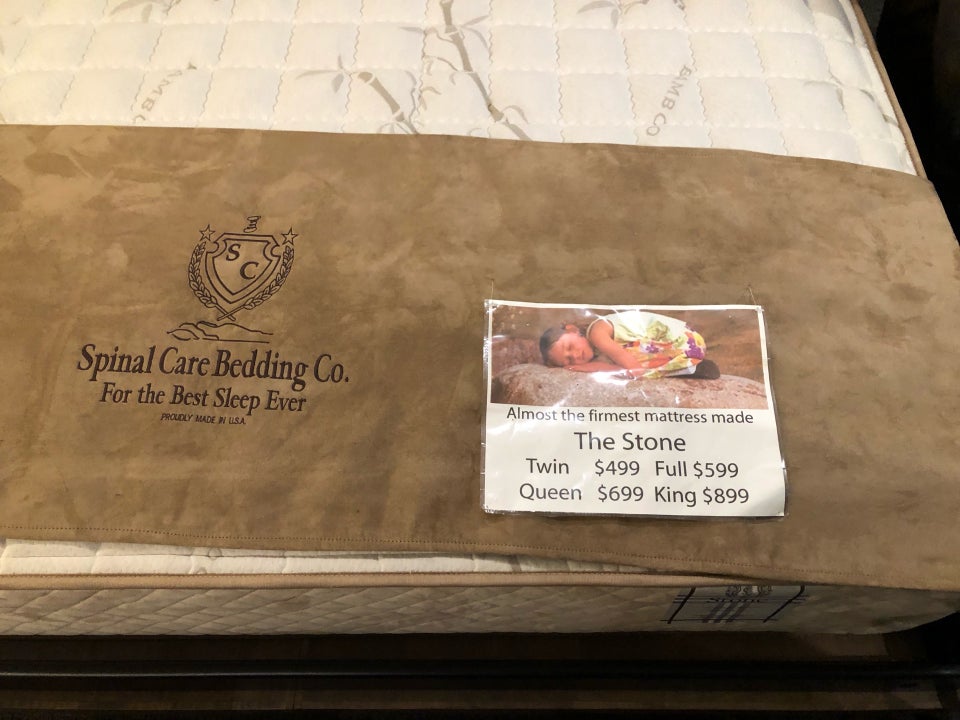 BIMBCO
S
C
Spinal Care Bedding Co.
For the Best Sleep Ever
PROUDLY MADE IN U.S.A.
Almost the firmest mattress made
The Stone
Twin $499 Full $599
Queen $699 King $899